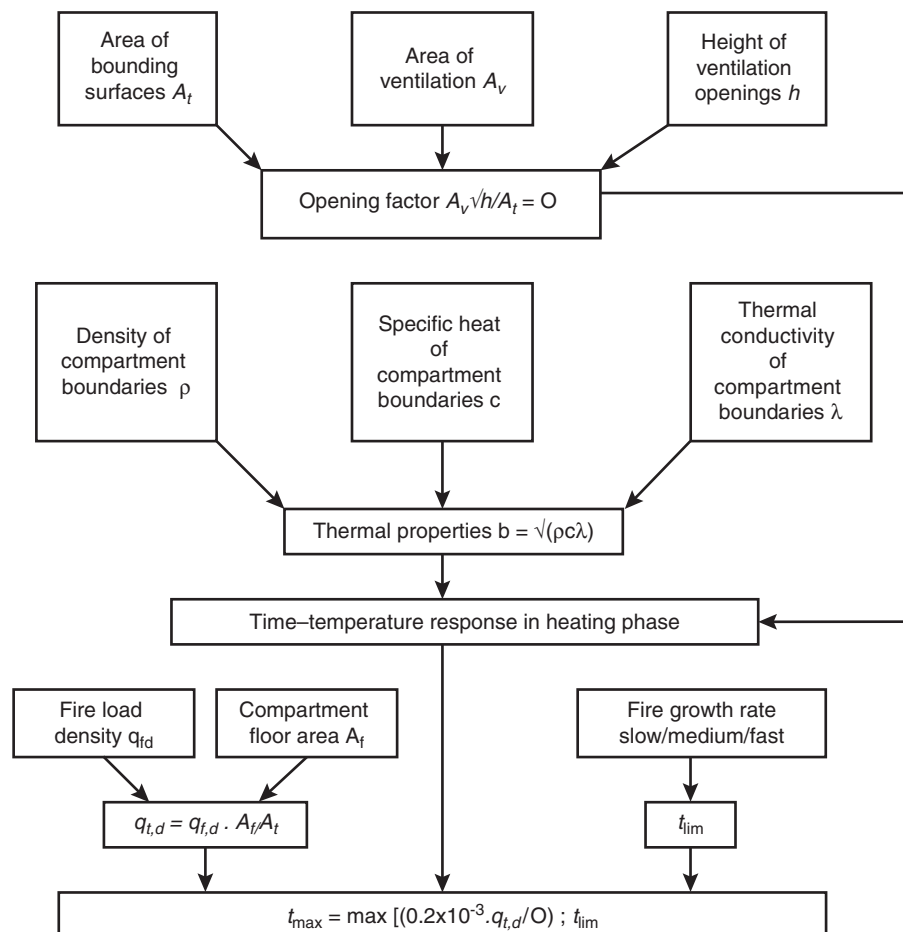 Area of
bounding
surfaces A_t
Area of
ventilation A_v
Height of
ventilation
openings h
Opening factor A_v√h/A_t = O
Density of
compartment
boundaries ρ
Specific heat
of
compartment
boundaries c
Thermal
conductivity
of
compartment
boundaries λ
Thermal properties b = √(ρcλ)
Time–temperature response in heating phase
Fire load
density q_fd
Compartment
floor area A_f
Fire growth rate
slow/medium/fast
q_t,d = q_f,d . A_f/A_t
t_lim
t_max = max [(0.2x10^-3.q_t,d/O) ; t_lim